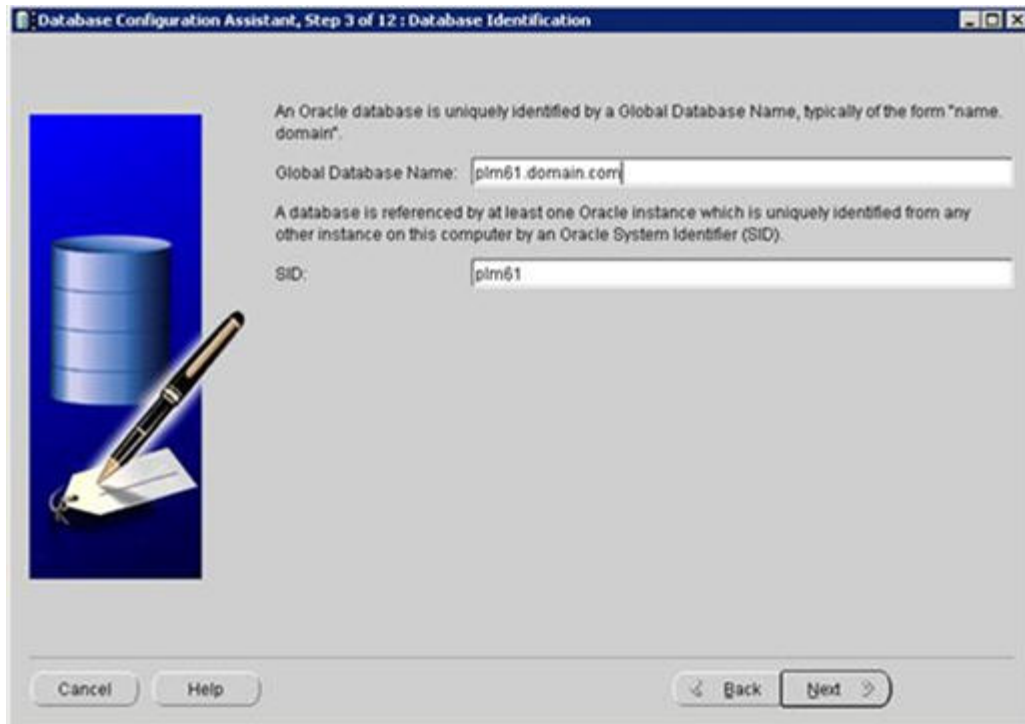 Database Configuration Assistant, Step 3 of 12 : Database Identification
An Oracle database is uniquely identified by a Global Database Name, typically of the form "name.
domain".
Global Database Name: plm61.domain.com
A database is referenced by at least one Oracle instance which is uniquely identified from any
other instance on this computer by an Oracle System Identifier (SID).
SID: plm61
Cancel Help Back Next